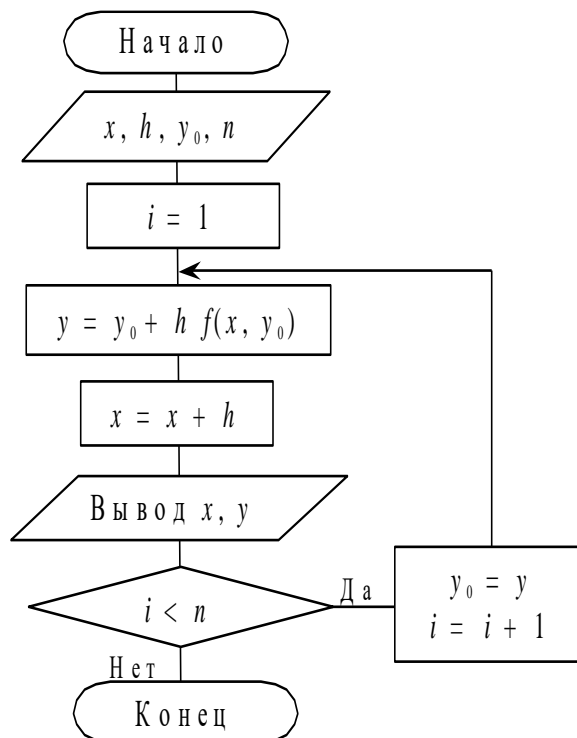 Начало
x, h, y₀, n
i = 1
y = y₀ + h f(x, y₀)
x = x + h
Вывод x, y
i < n
Да
y₀ = y
i = i + 1
Нет
Конец